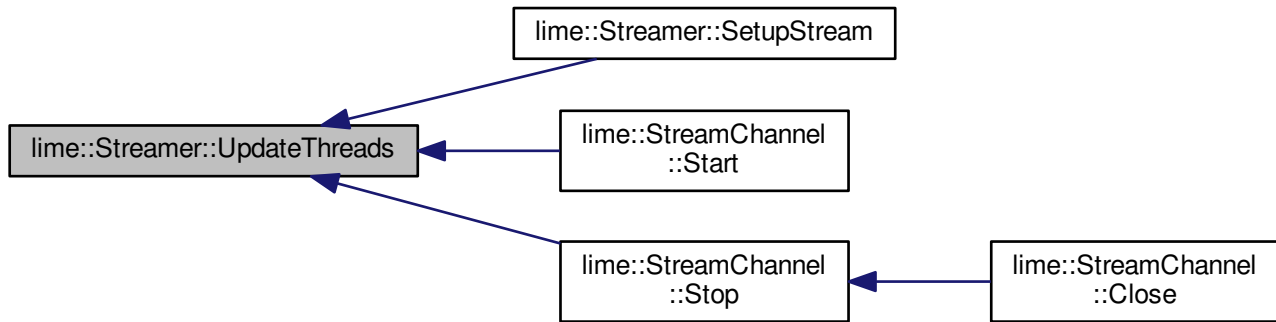 lime::Streamer::SetupStream
lime::Streamer::UpdateThreads
lime::StreamChannel
::Start
lime::StreamChannel
::Stop
lime::StreamChannel
::Close